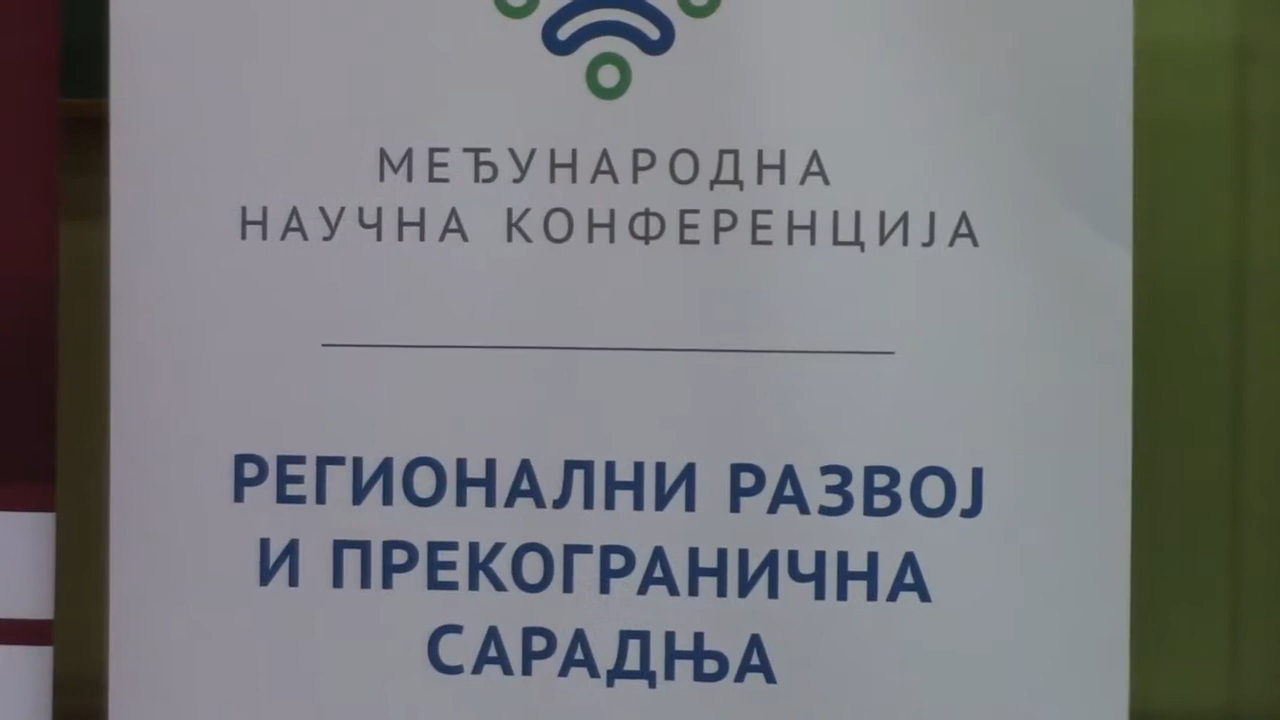 МЕЂУНАРОДНА
НАУЧНА КОНФЕРЕНЦИЈА
РЕГИОНАЛНИ РАЗВОЈ
И ПРЕКОГРАНИЧНА
САРАДЊА